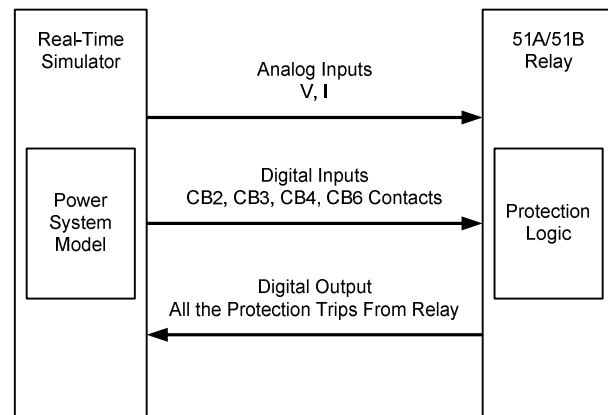 Real-Time
Simulator
Analog Inputs
V, I
51A/51B
Relay
Power
System
Model
Digital Inputs
CB2, CB3, CB4, CB6 Contacts
Protection
Logic
Digital Output
All the Protection Trips From Relay